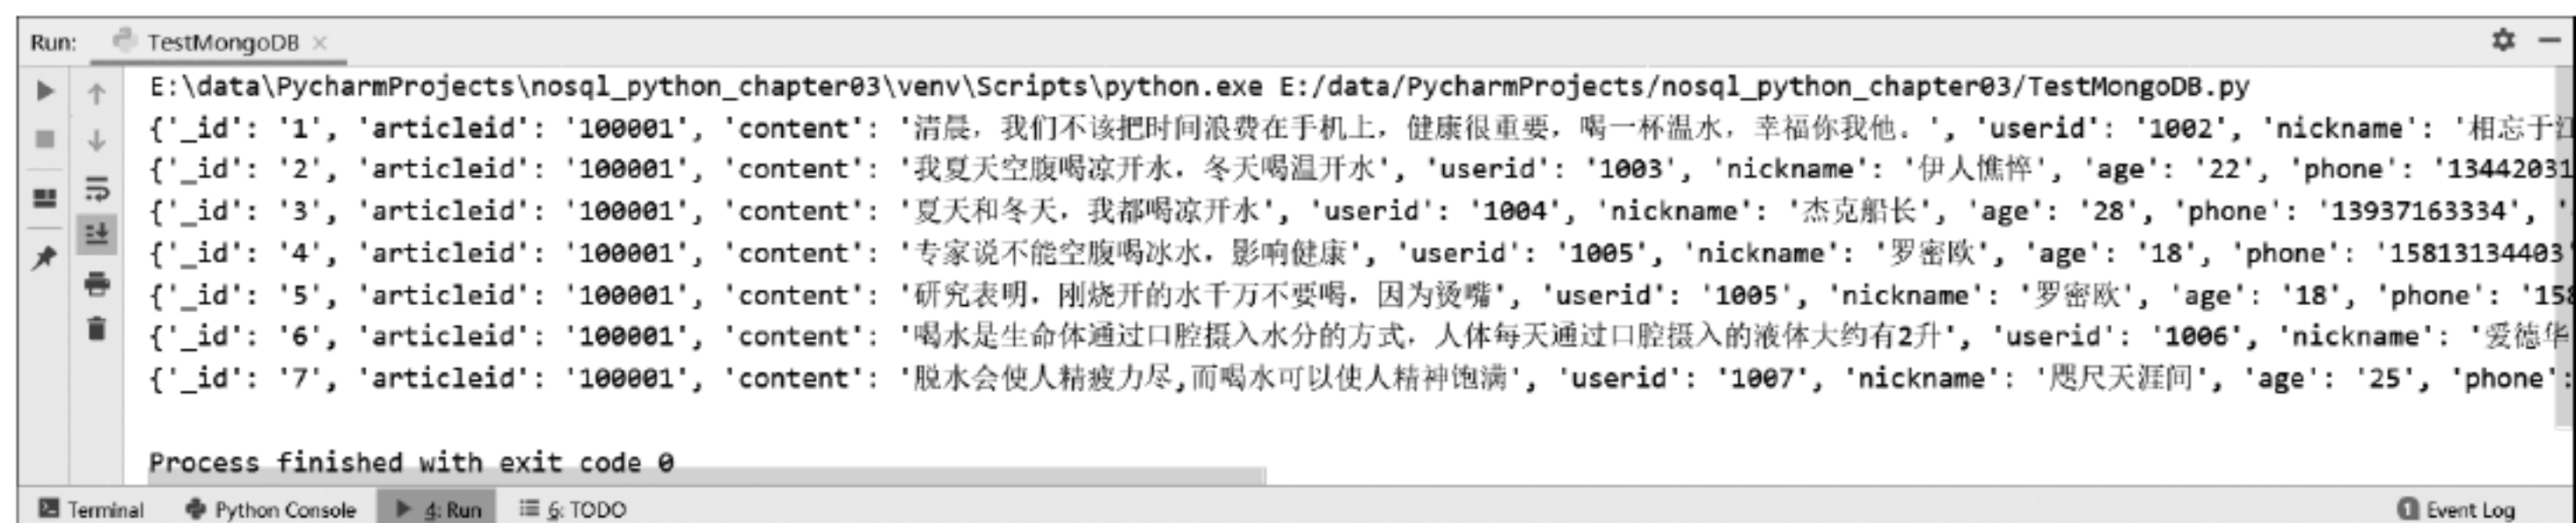 Run: TestMongoDB ×
E:\data\PycharmProjects\nosql_python_chapter03\venv\Scripts\python.exe E:/data/PycharmProjects/nosql_python_chapter03/TestMongoDB.py
{'_id': '1', 'articleid': '100001', 'content': '清晨，我们不该把时间浪费在手机上，健康很重要，喝一杯温水，幸福你我他．', 'userid': '1002', 'nickname': '相忘于江
{'_id': '2', 'articleid': '100001', 'content': '我夏天空腹喝凉开水，冬天喝温开水', 'userid': '1003', 'nickname': '伊人憔悴', 'age': '22', 'phone': '13442031
{'_id': '3', 'articleid': '100001', 'content': '夏天和冬天，我都喝凉开水', 'userid': '1004', 'nickname': '杰克船长', 'age': '28', 'phone': '13937163334', '
{'_id': '4', 'articleid': '100001', 'content': '专家说不能空腹喝冰水，影响健康', 'userid': '1005', 'nickname': '罗密欧', 'age': '18', 'phone': '15813134403'
{'_id': '5', 'articleid': '100001', 'content': '研究表明，刚烧开的水千万不要喝，因为烫嘴', 'userid': '1005', 'nickname': '罗密欧', 'age': '18', 'phone': '158
{'_id': '6', 'articleid': '100001', 'content': '喝水是生命体通过口腔摄入水分的方式，人体每天通过口腔摄入的液体大约有2升', 'userid': '1006', 'nickname': '爱德华
{'_id': '7', 'articleid': '100001', 'content': '脱水会使人精疲力尽,而喝水可以使人精神饱满', 'userid': '1007', 'nickname': '咫尺天涯间', 'age': '25', 'phone':
Process finished with exit code 0
Terminal Python Console 4: Run 6: TODO 1 Event Log